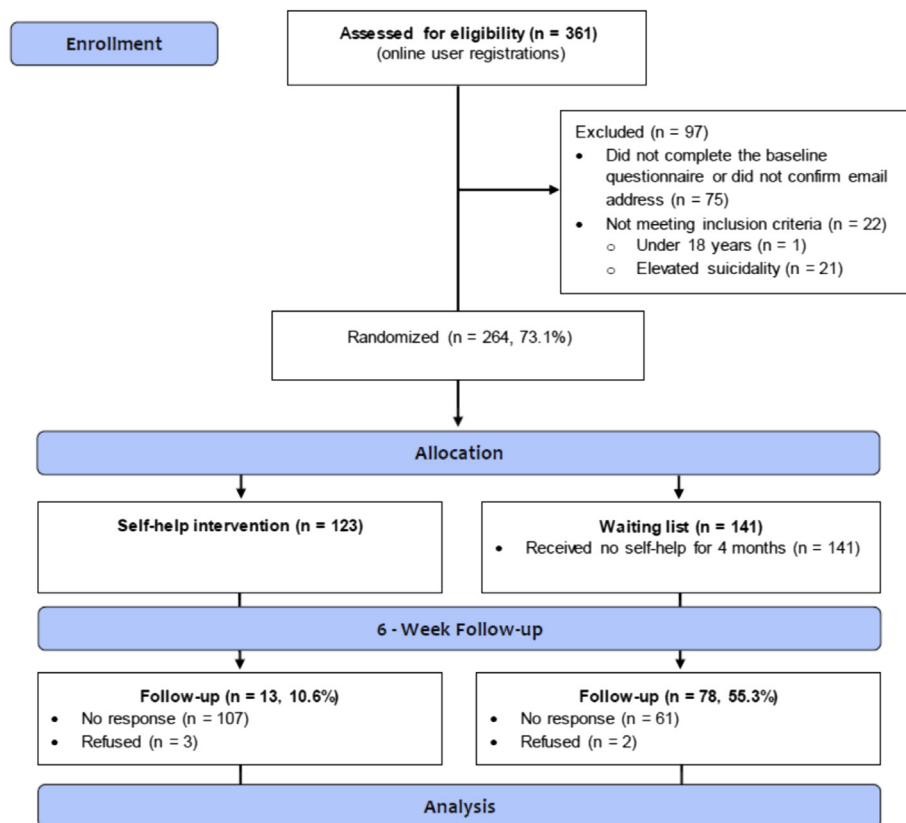 Enrollment
Assessed for eligibility (n = 361)
(online user registrations)
Excluded (n = 97)
• Did not complete the baseline
questionnaire or did not confirm email
address (n = 75)
• Not meeting inclusion criteria (n = 22)
o Under 18 years (n = 1)
o Elevated suicidality (n = 21)
Randomized (n = 264, 73.1%)
Allocation
Self-help intervention (n = 123)
Waiting list (n = 141)
• Received no self-help for 4 months (n = 141)
6 - Week Follow-up
Follow-up (n = 13, 10.6%)
• No response (n = 107)
• Refused (n = 3)
Follow-up (n = 78, 55.3%)
• No response (n = 61)
• Refused (n = 2)
Analysis